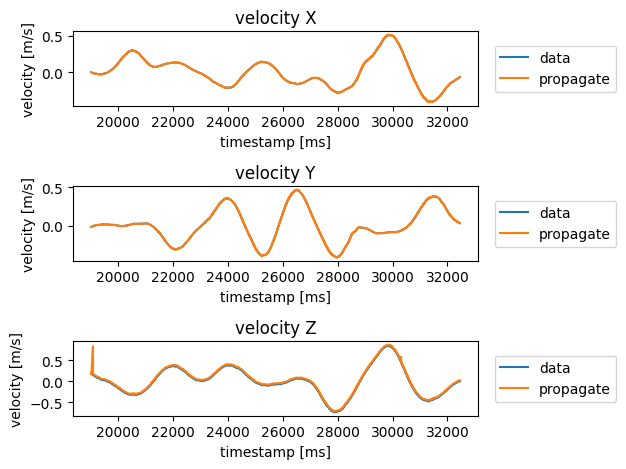 velocity X
velocity [m/s]
0.5
0.0
20000 22000 24000 26000 28000 30000 32000
timestamp [ms]
data
propagate
velocity Y
velocity [m/s]
0.5
0.0
20000 22000 24000 26000 28000 30000 32000
timestamp [ms]
data
propagate
velocity Z
velocity [m/s]
0.5
0.0
−0.5
20000 22000 24000 26000 28000 30000 32000
timestamp [ms]
data
propagate